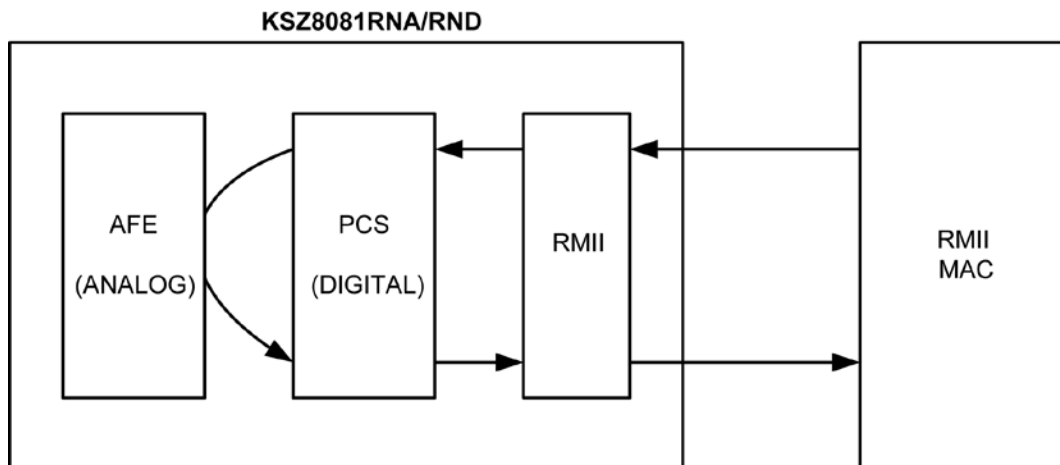 KSZ8081RNA/RND
AFE
(ANALOG)
PCS
(DIGITAL)
RMII
RMII
MAC